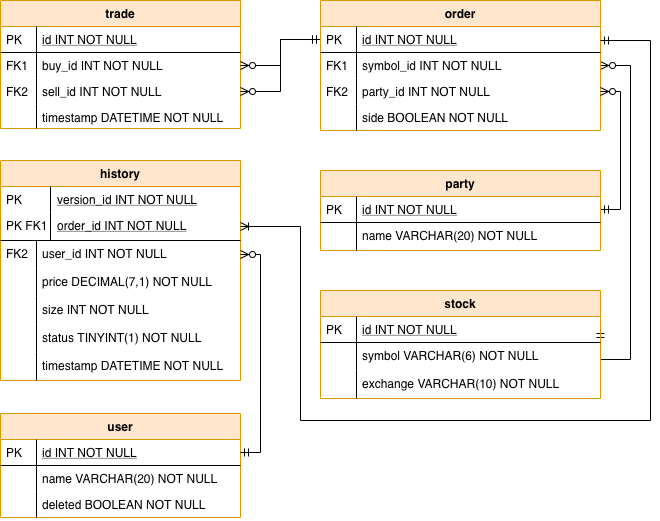 trade
PK id INT NOT NULL
FK1 buy_id INT NOT NULL
FK2 sell_id INT NOT NULL
timestamp DATETIME NOT NULL
order
PK id INT NOT NULL
FK1 symbol_id INT NOT NULL
FK2 party_id INT NOT NULL
side BOOLEAN NOT NULL
history
PK version_id INT NOT NULL
PK FK1 order_id INT NOT NULL
FK2 user_id INT NOT NULL
price DECIMAL(7,1) NOT NULL
size INT NOT NULL
status TINYINT(1) NOT NULL
timestamp DATETIME NOT NULL
party
PK id INT NOT NULL
name VARCHAR(20) NOT NULL
stock
PK id INT NOT NULL
symbol VARCHAR(6) NOT NULL
exchange VARCHAR(10) NOT NULL
user
PK id INT NOT NULL
name VARCHAR(20) NOT NULL
deleted BOOLEAN NOT NULL